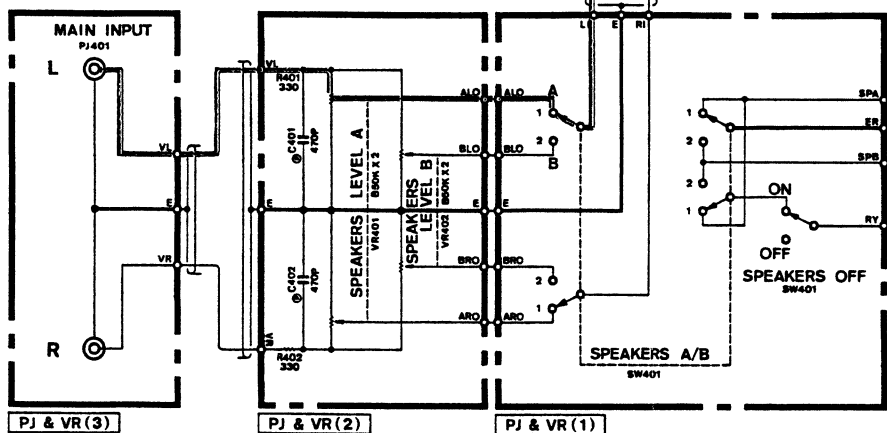 MAIN INPUT
PJ401
L
R
VL
E
VR
VL
E
R401
330
C401
470P
C402
470P
R402
330
SPEAKERS LEVEL A
B50K X 2
VR401
SPEAKERS
LEVEL B
B50K X 2
VR402
ALO
BLO
E
BRO
ARO
ALO
BLO
E
BRO
ARO
L
E
RI
A
1
2
B
2
1
1
2
2
1
SPEAKERS A/B
SW401
ON
OFF
SPEAKERS OFF
SW401
SPA
ER
SPB
RY
PJ & VR (3)
PJ & VR (2)
PJ & VR (1)